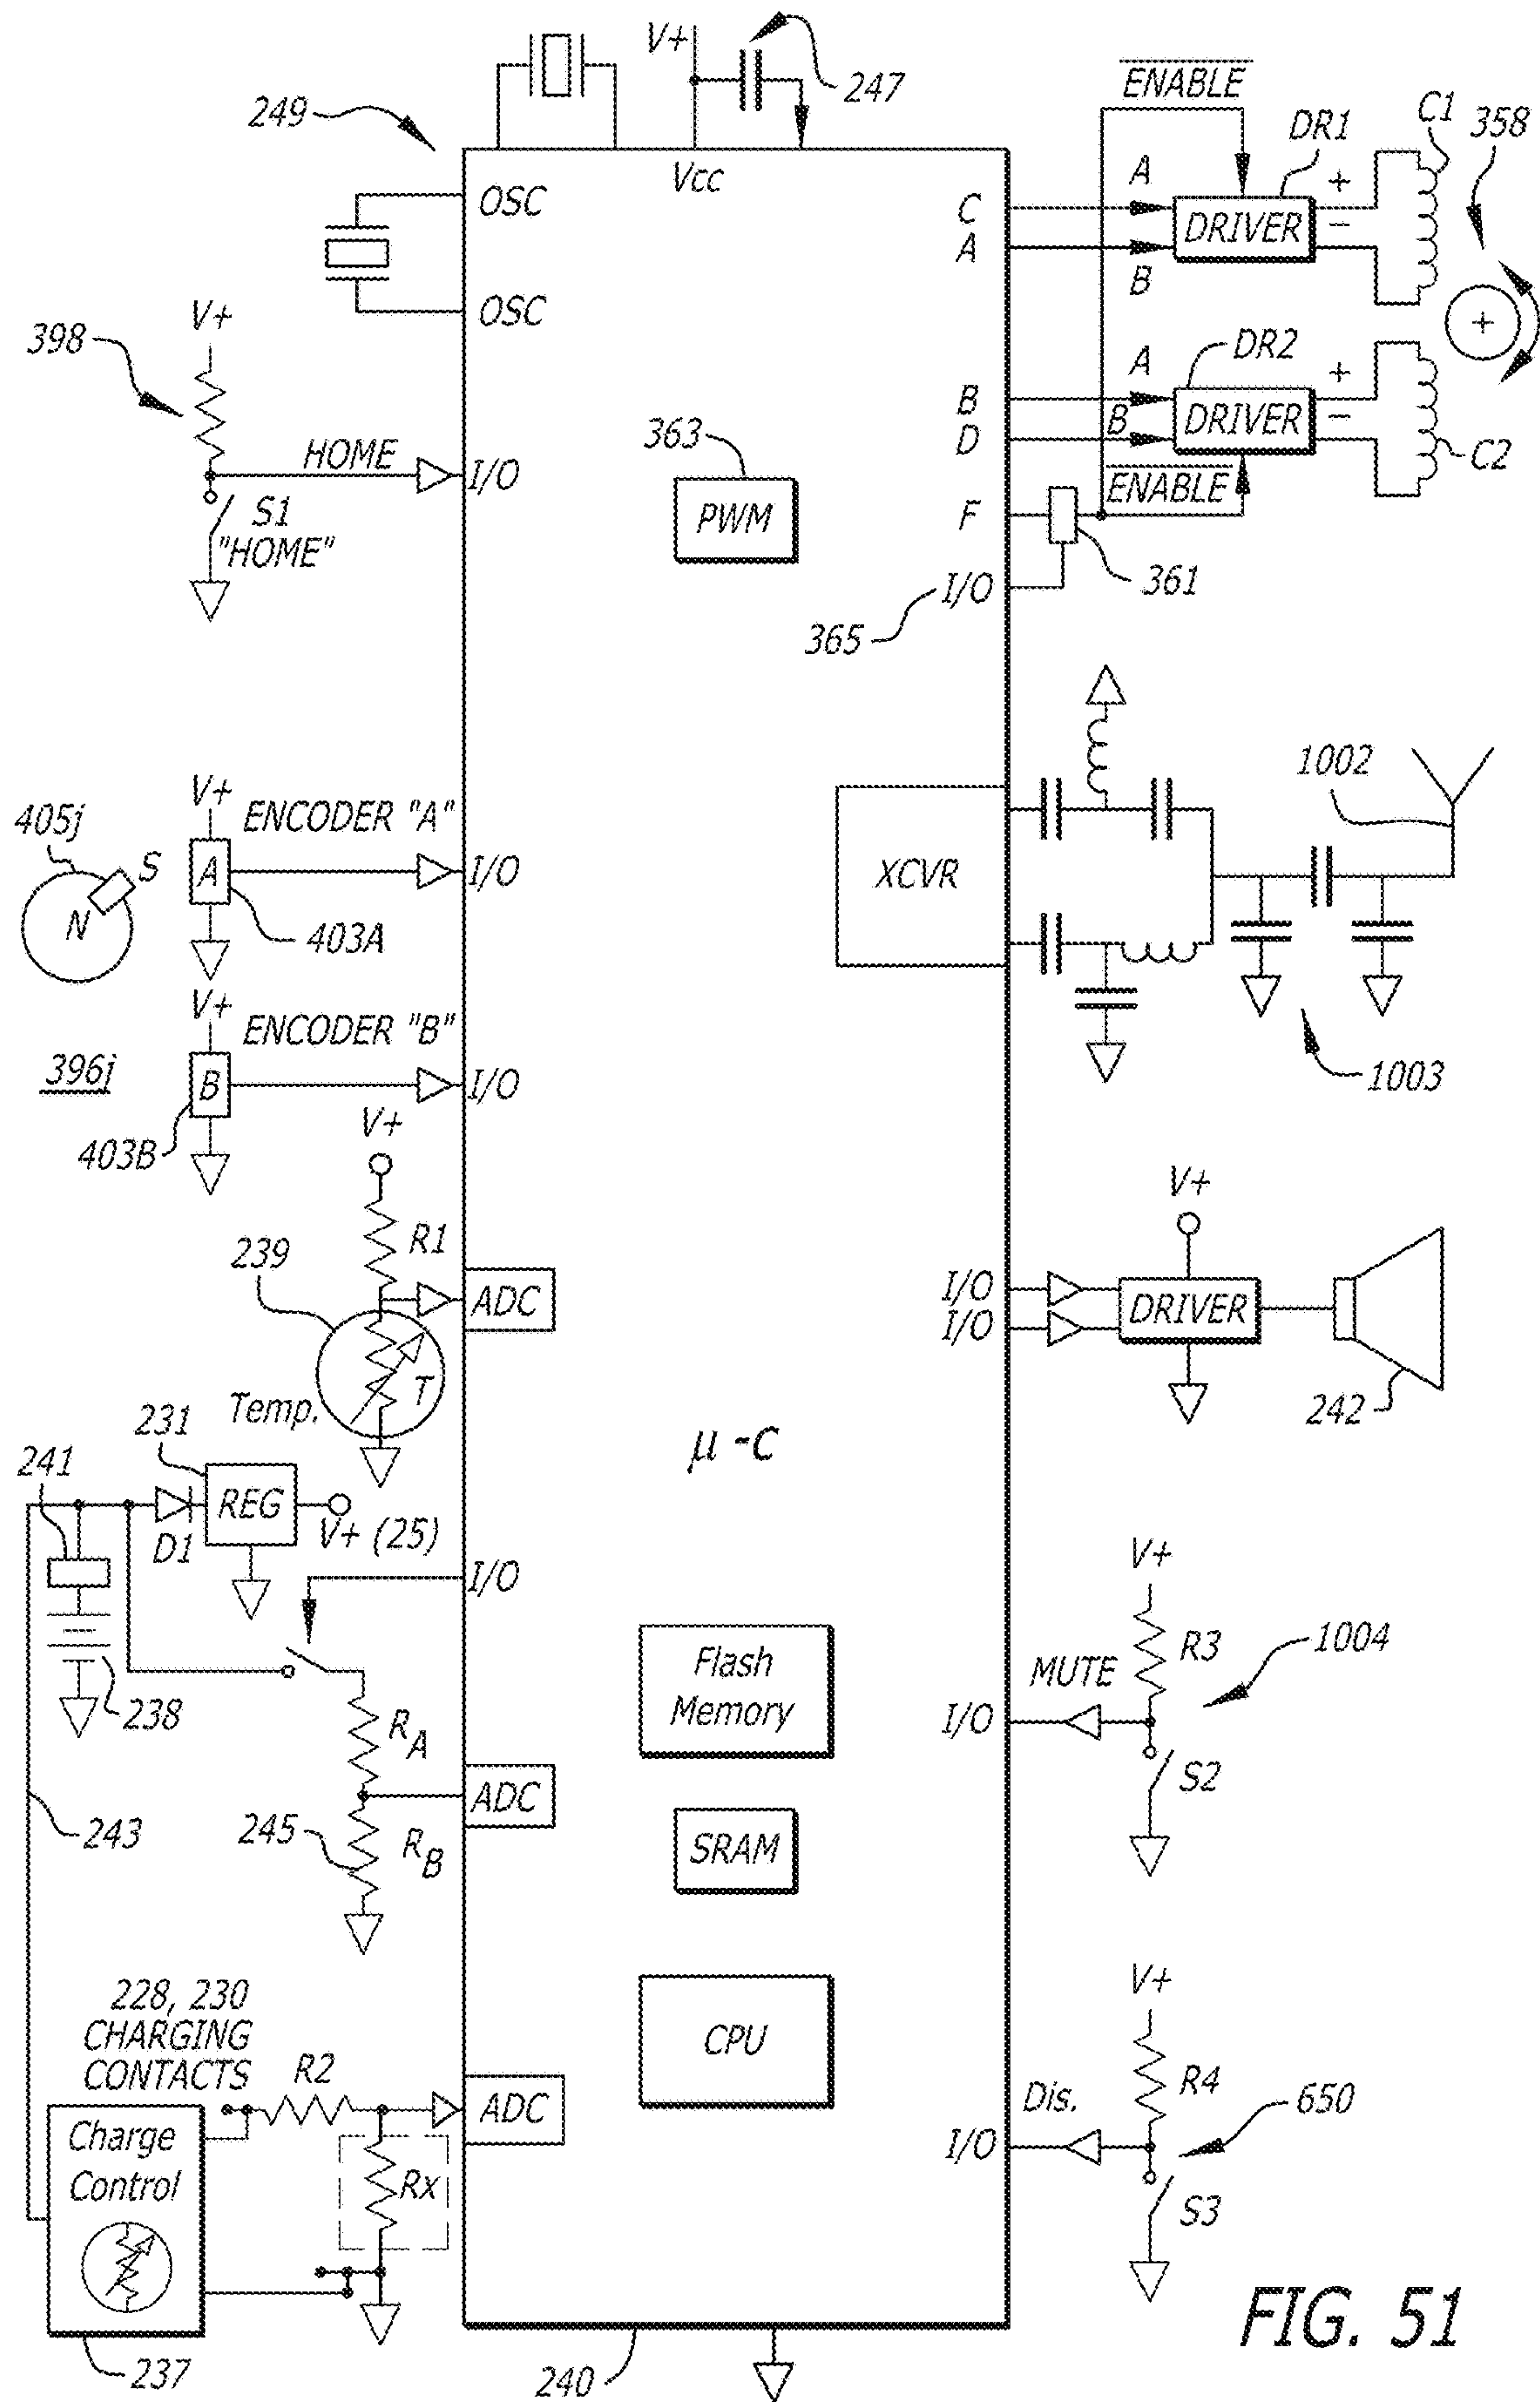 V+
247
249
Vcc
ENABLE
DR1
C1
358
OSC
OSC
C
A
A
B
DRIVER
+
−
+
V+
398
HOME
I/O
S1
"HOME"
363
PWM
DR2
B
D
A
B
DRIVER
+
−
C2
ENABLE
F
I/O
361
365
405j
N
S
V+
ENCODER "A"
A
I/O
403A
V+
ENCODER "B"
396j
B
I/O
403B
XCVR
1002
1003
V+
R1
239
ADC
T
Temp.
V+
I/O
I/O
DRIVER
242
μ-c
231
241
REG
D1
V+ (25)
I/O
238
RA
ADC
243
245
RB
Flash
Memory
SRAM
CPU
V+
R3
1004
MUTE
I/O
S2
228, 230
CHARGING
CONTACTS
R2
ADC
Charge
Control
Rx
237
240
V+
R4
650
Dis.
I/O
S3
FIG. 51